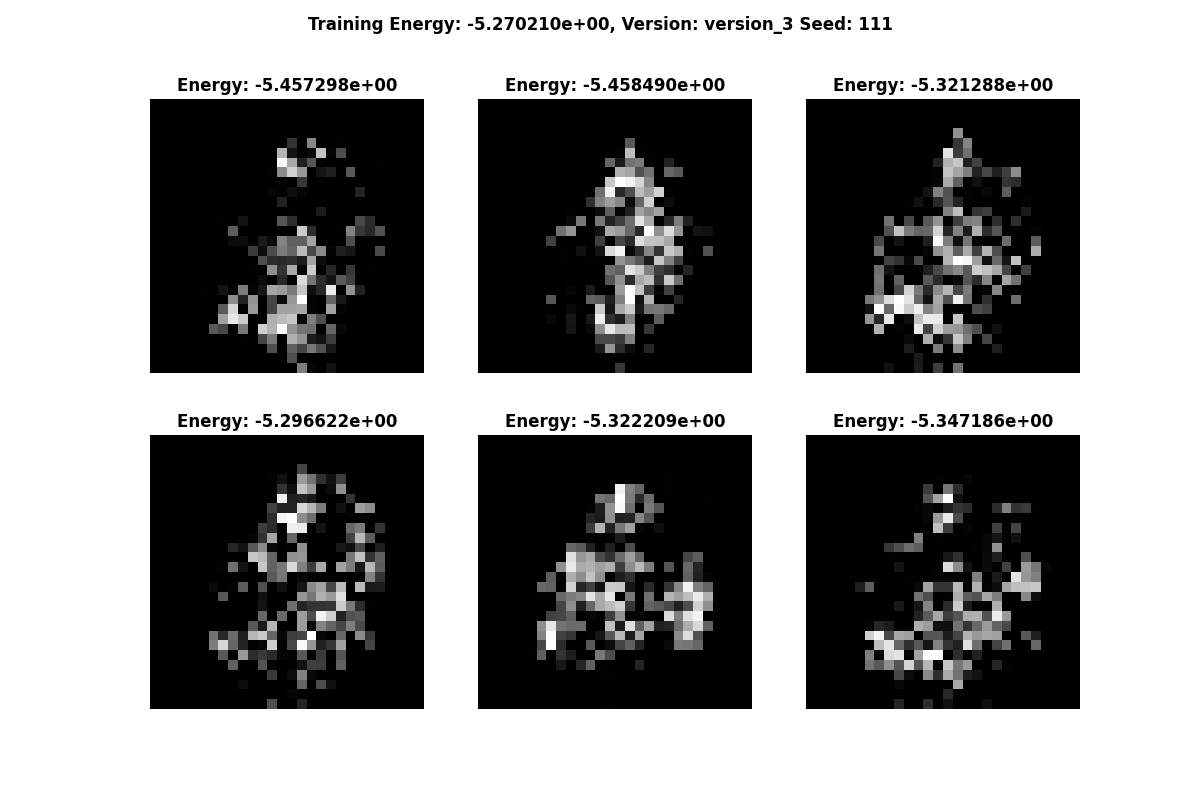 Training Energy: -5.270210e+00, Version: version_3 Seed: 111
Energy: -5.457298e+00
Energy: -5.458490e+00
Energy: -5.321288e+00
Energy: -5.296622e+00
Energy: -5.322209e+00
Energy: -5.347186e+00